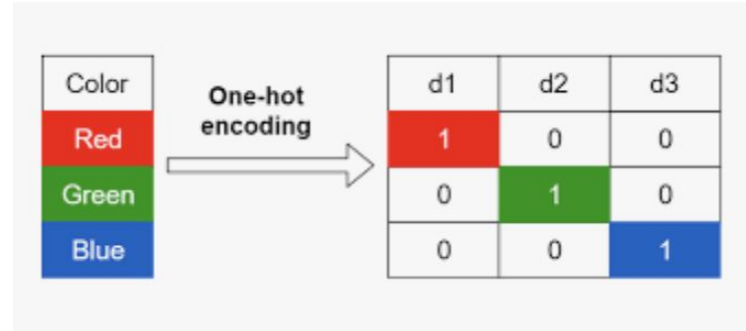 Color
Red
Green
Blue
One-hot
encoding
d1 d2 d3
1 0 0
0 1 0
0 0 1